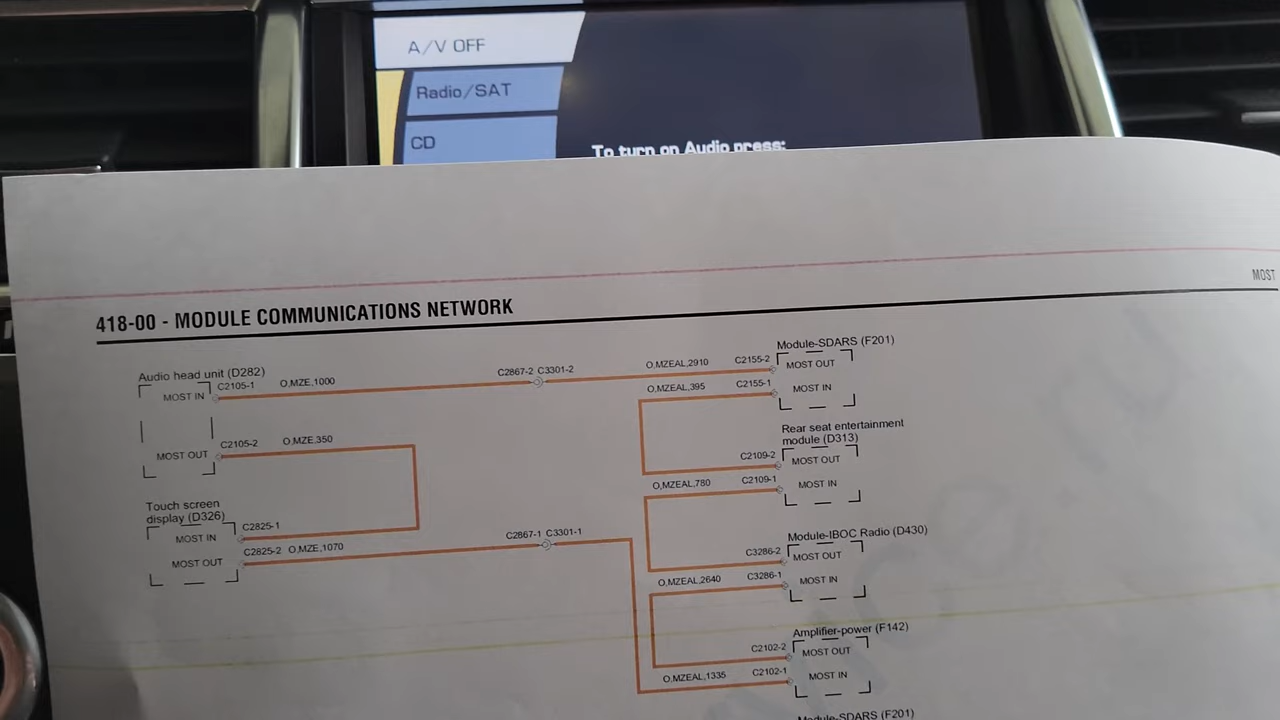 A/V OFF
Radio/SAT
CD
To turn on Audio press:
MOST
418-00 - MODULE COMMUNICATIONS NETWORK
Audio head unit (D282)
MOST IN
C2105-1
O,MZE,1000
C2867-2 C3301-2
O,MZEAL,2910
C2155-2
Module-SDARS (F201)
MOST OUT
O,MZEAL,395
C2155-1
MOST IN
MOST OUT
C2105-2
O,MZE,350
Rear seat entertainment
module (D313)
C2109-2
MOST OUT
O,MZEAL,780
C2109-1
MOST IN
Touch screen
display (D326)
MOST IN
C2825-1
MOST OUT
C2825-2
O,MZE,1070
C2867-1 C3301-1
Module-IBOC Radio (D430)
C3286-2
MOST OUT
O,MZEAL,2640
C3286-1
MOST IN
Amplifier-power (F142)
C2102-2
MOST OUT
O,MZEAL,1335
C2102-1
MOST IN
Module-SDARS (F201)